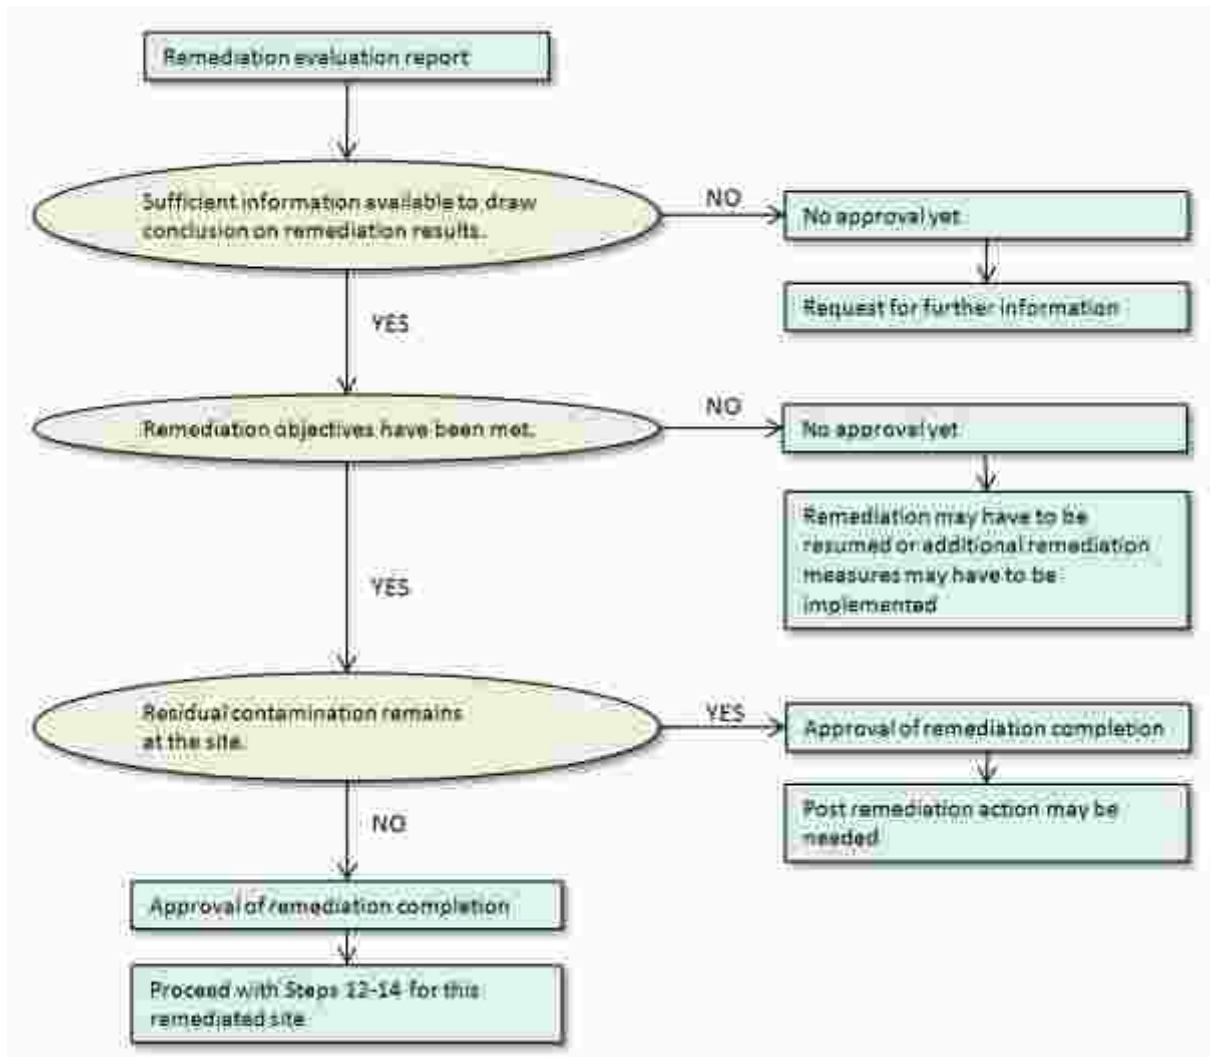 Remediation evaluation report
Sufficient information available to draw
conclusion on remediation results.
NO
No approval yet
Request for further information
YES
Remediation objectives have been met.
NO
No approval yet
Remediation may have to be
resumed or additional remediation
measures may have to be
implemented
YES
Residual contamination remains
at the site.
YES
Approval of remediation completion
Post remediation action may be
needed
NO
Approval of remediation completion
Proceed with Steps 12-14 for this
remediated site